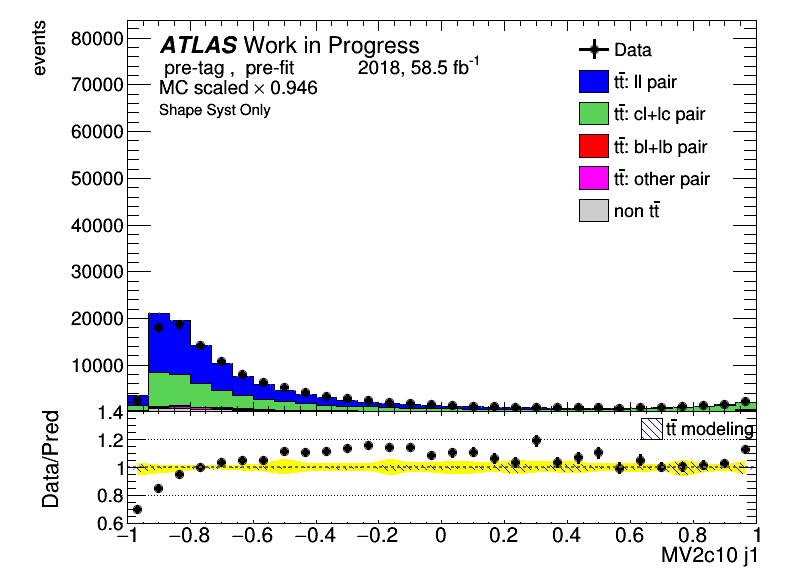 events
80000
70000
60000
50000
40000
30000
20000
10000
ATLAS Work in Progress
pre-tag , pre-fit 2018, 58.5 fb⁻¹
MC scaled × 0.946
Shape Syst Only
Data
tt̄: ll pair
tt̄: cl+lc pair
tt̄: bl+lb pair
tt̄: other pair
non tt̄
Data/Pred
1.4
1.2
1
0.8
0.6
tt̄ modeling
−1 −0.8 −0.6 −0.4 −0.2 0 0.2 0.4 0.6 0.8 1
MV2c10 j1